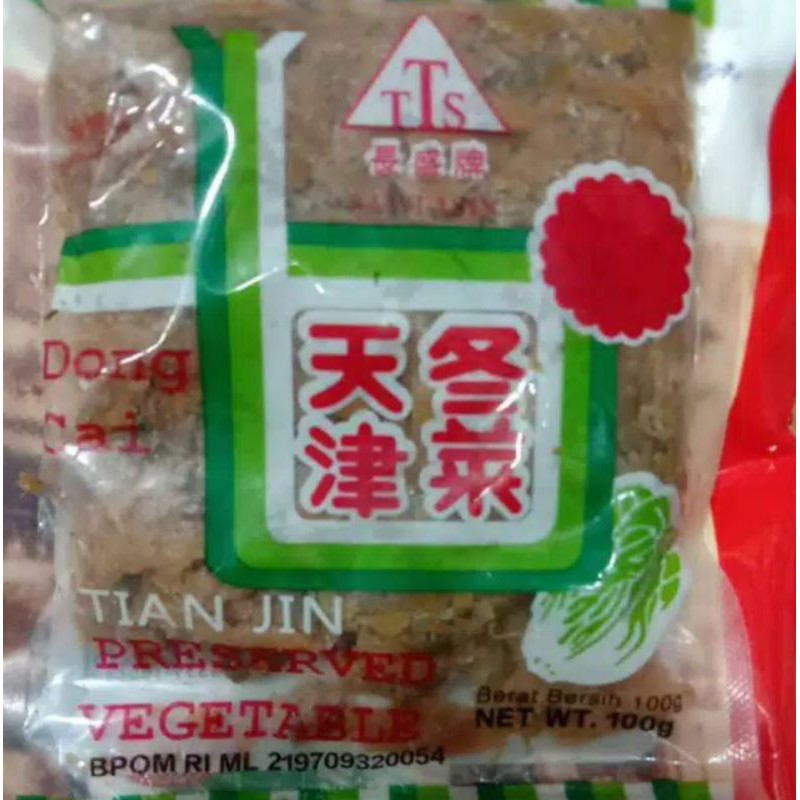 TTS
長盛牌
天津
冬菜
Dong
Cai
TIAN JIN
PRESERVED
VEGETABLE
Berat Bersih 100g
NET WT. 100g
BPOM RI ML 219709320054